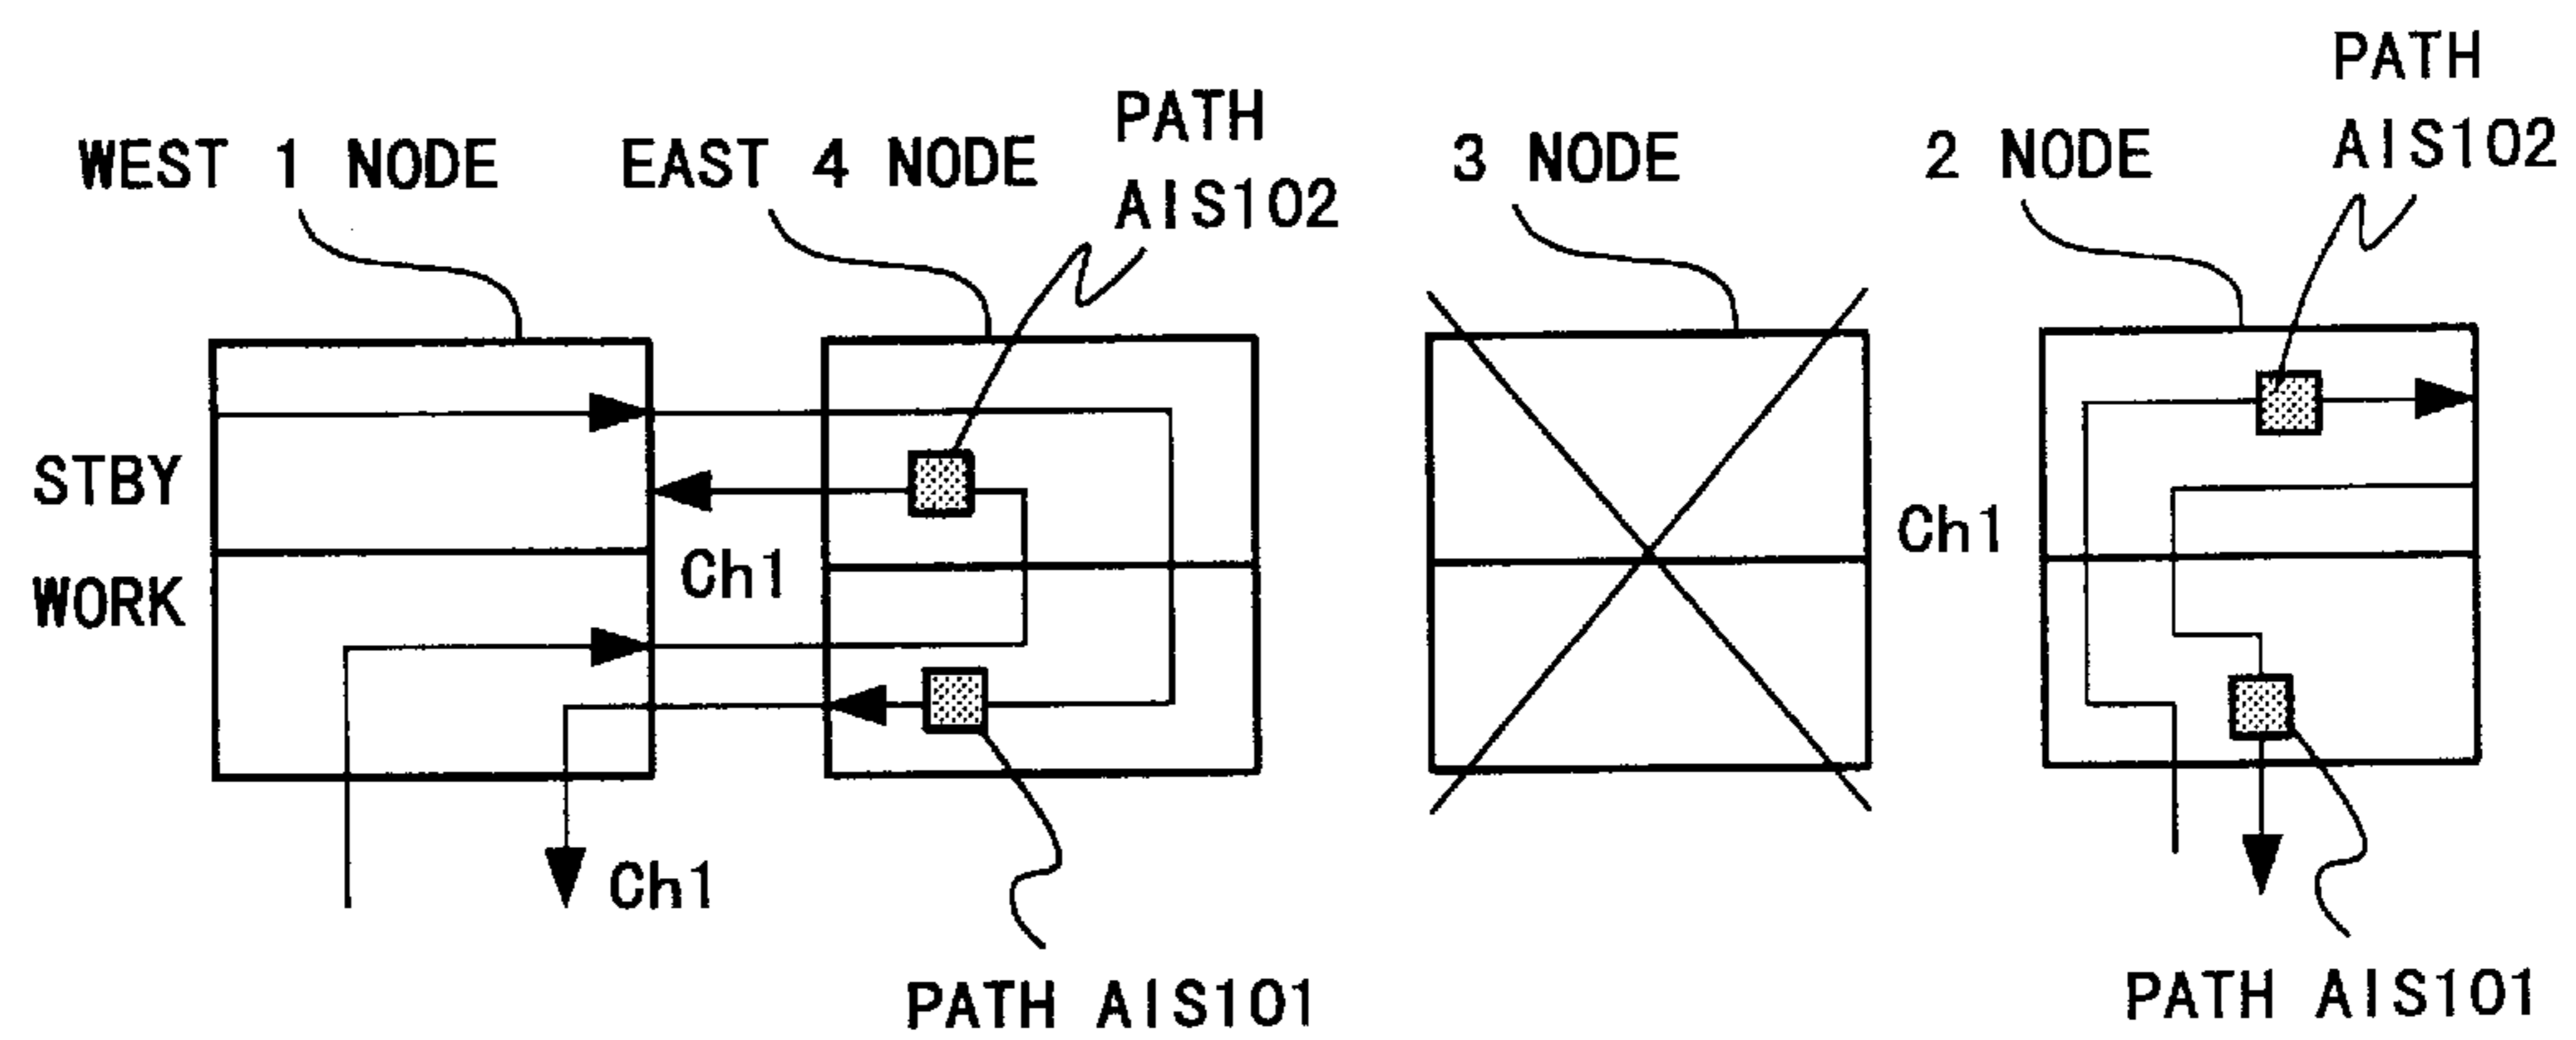 PATH
AIS102
PATH
AIS102
WEST 1 NODE
EAST 4 NODE
3 NODE
2 NODE
STBY
WORK
Ch1
Ch1
Ch1
PATH AIS101
PATH AIS101